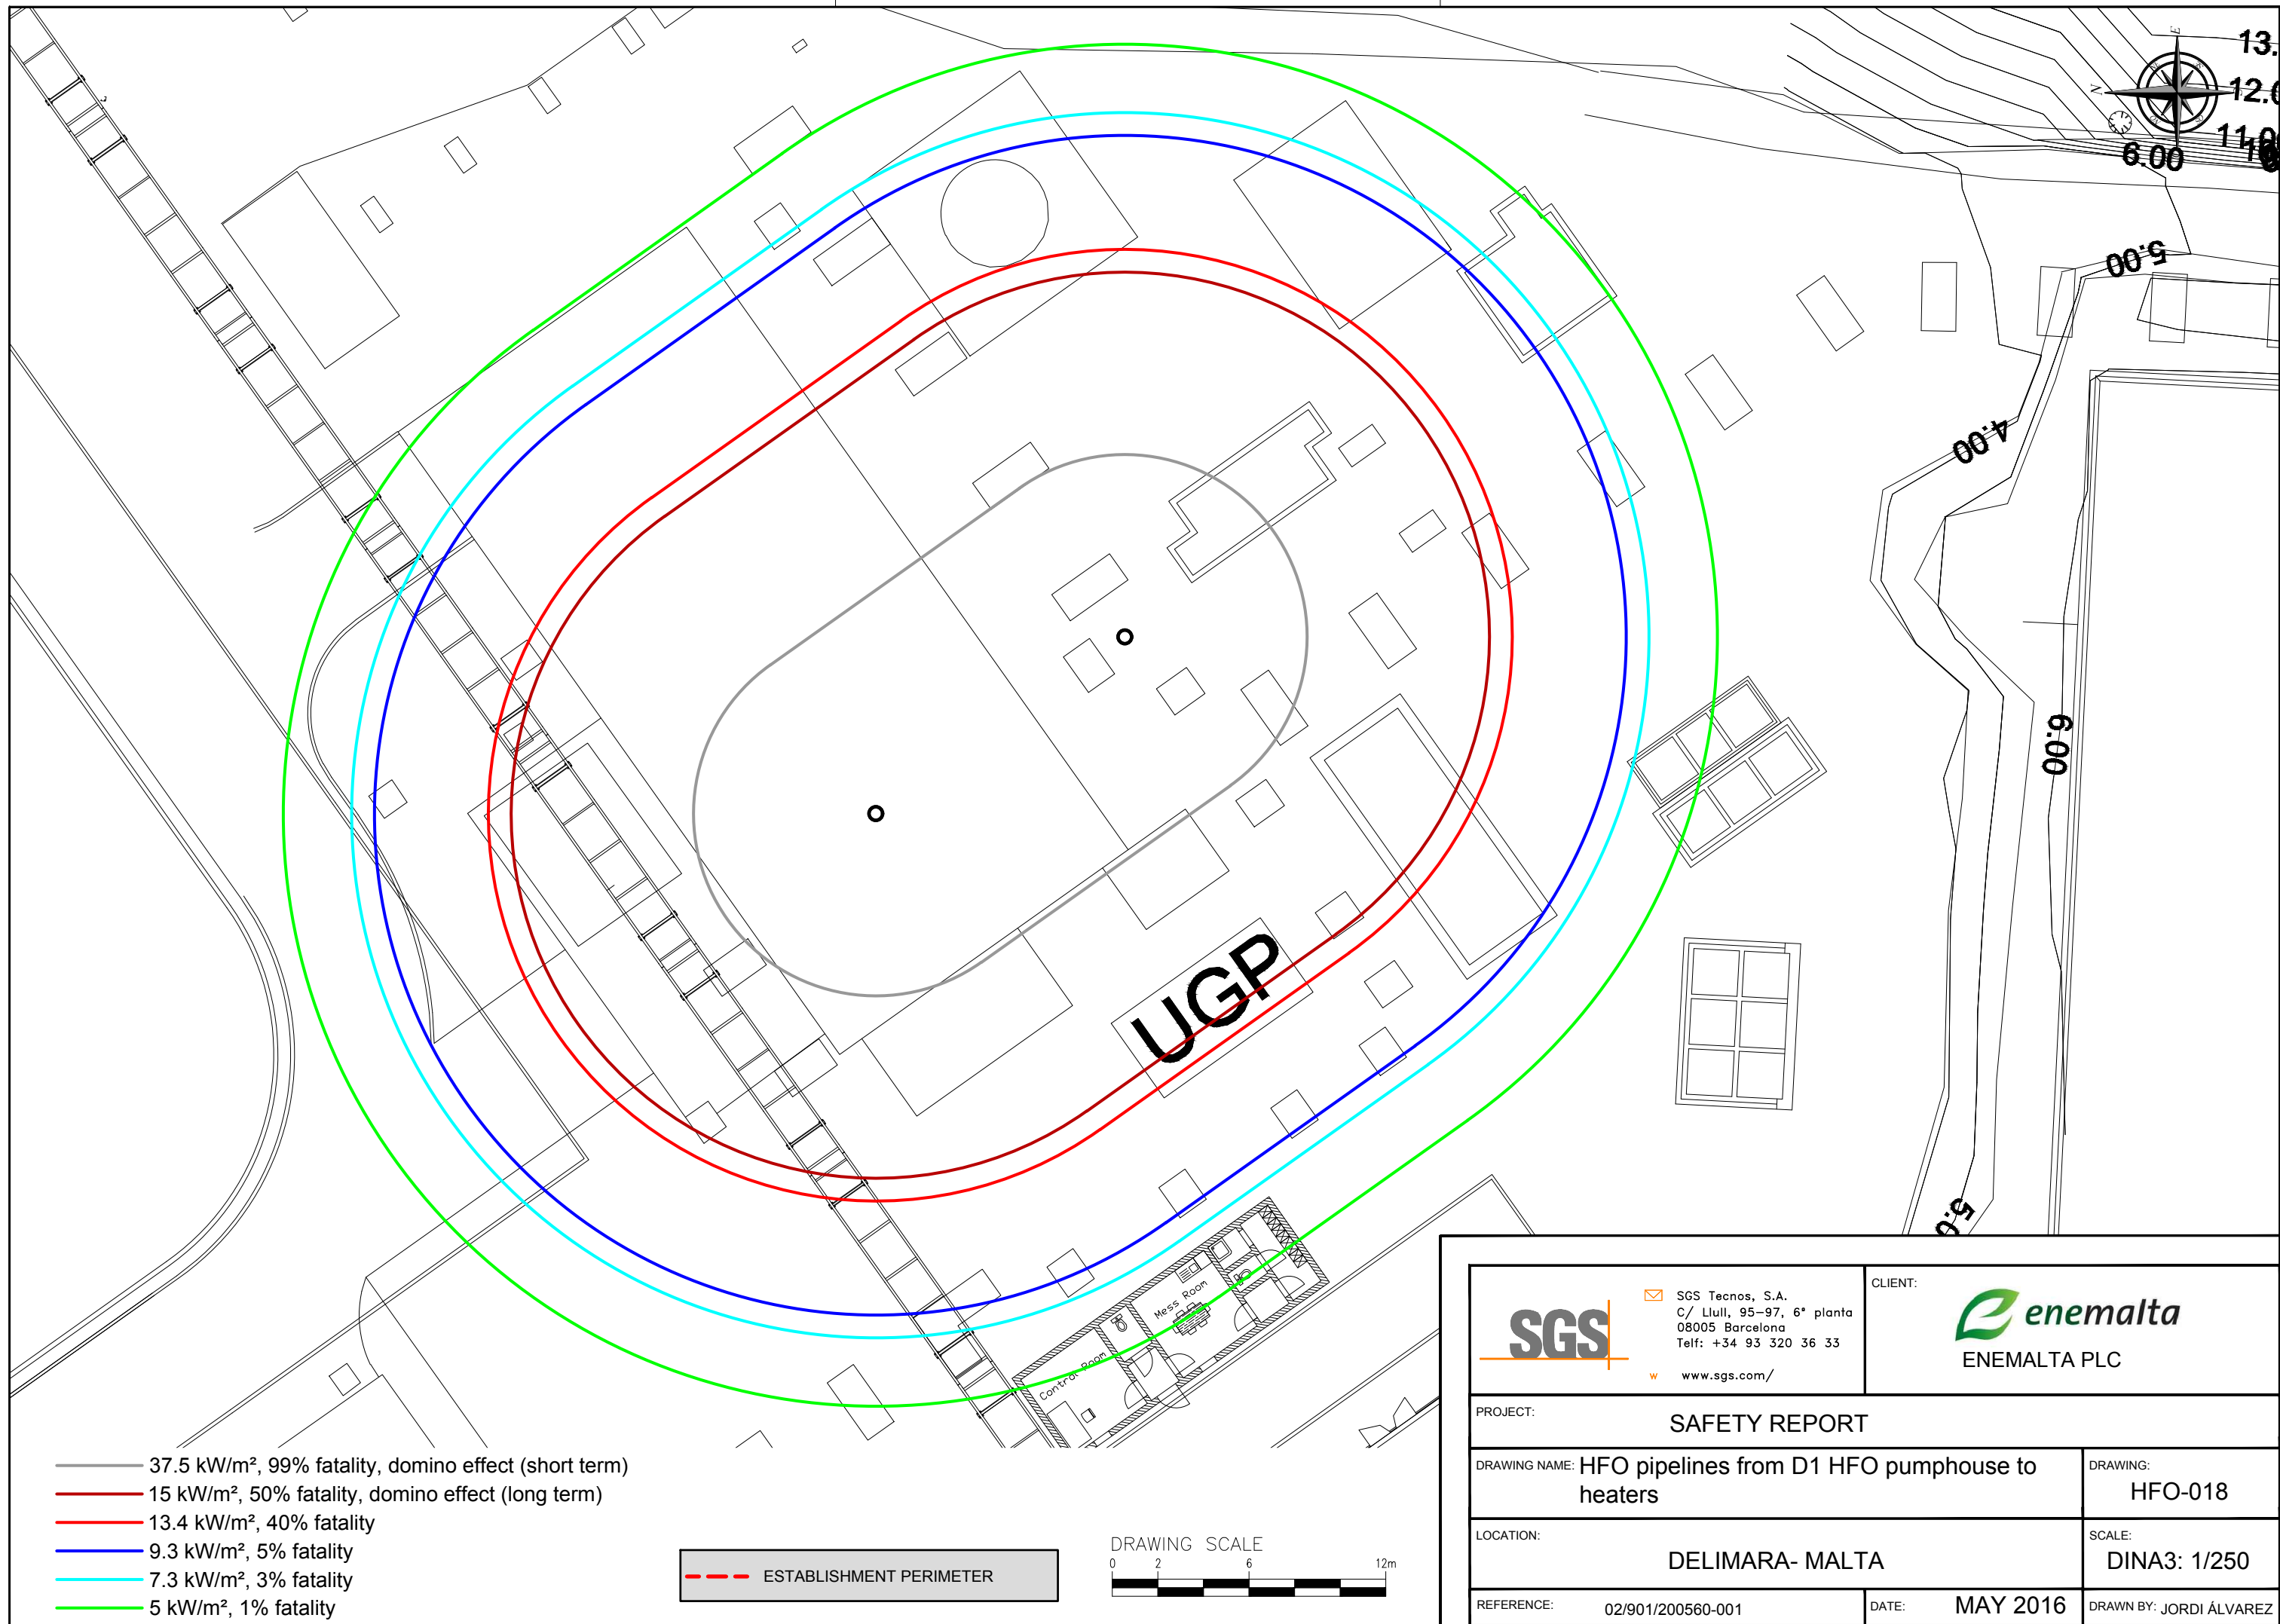 13.
12.0
11.0
6.00
5.00
4.00
6.00
5.0
N
E
UGP
Mess Room
Control Room
37.5 kW/m², 99% fatality, domino effect (short term)
15 kW/m², 50% fatality, domino effect (long term)
13.4 kW/m², 40% fatality
9.3 kW/m², 5% fatality
7.3 kW/m², 3% fatality
5 kW/m², 1% fatality
ESTABLISHMENT PERIMETER
DRAWING SCALE
0 2 6 12m
SGS
SGS Tecnos, S.A.
C/ Llull, 95-97, 6ª planta
08005 Barcelona
Telf: +34 93 320 36 33
w www.sgs.com/
CLIENT:
enemalta
ENEMALTA PLC
PROJECT:
SAFETY REPORT
DRAWING NAME: HFO pipelines from D1 HFO pumphouse to
heaters
DRAWING:
HFO-018
LOCATION:
DELIMARA- MALTA
SCALE:
DINA3: 1/250
REFERENCE: 02/901/200560-001
DATE: MAY 2016
DRAWN BY: JORDI ÁLVAREZ